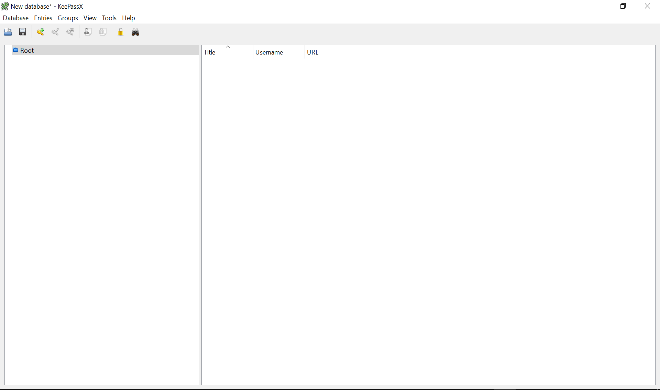 New database* - KeePassX
Database Entries Groups View Tools Help
Root
Title Username URL